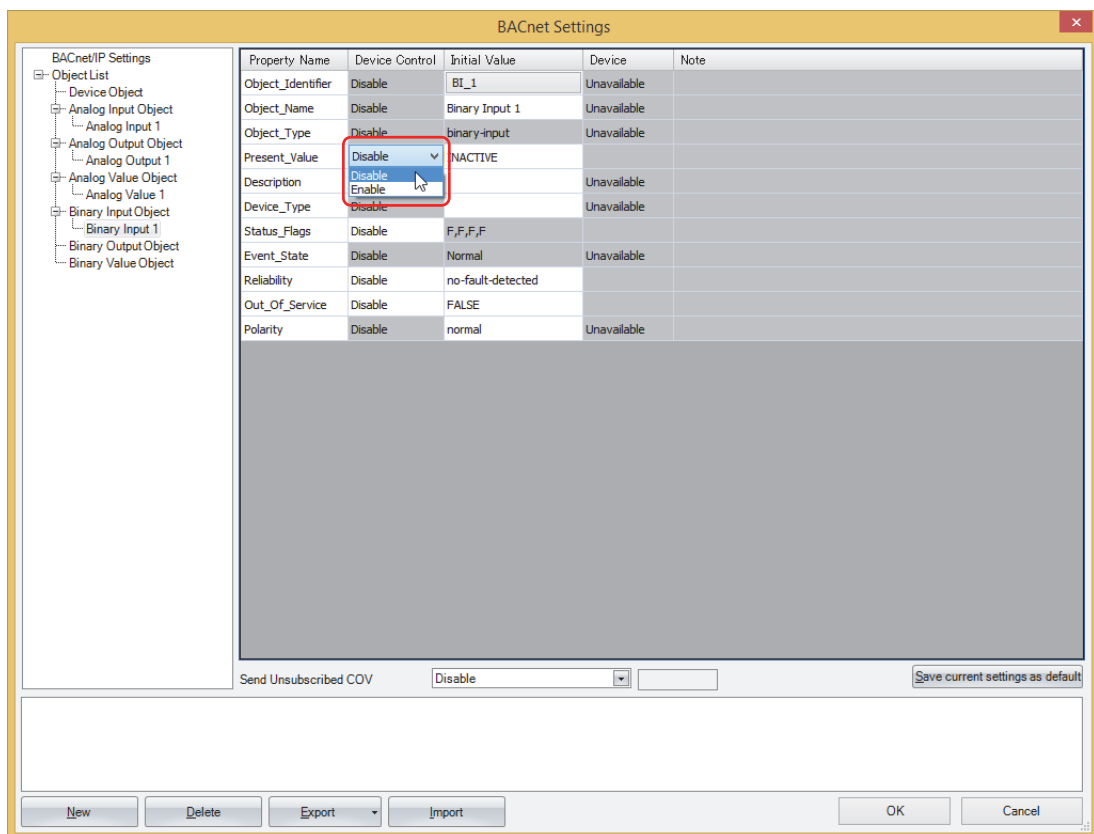 BACnet Settings
BACnet/IP Settings
Object List
Device Object
Analog Input Object
Analog Input 1
Analog Output Object
Analog Output 1
Analog Value Object
Analog Value 1
Binary Input Object
Binary Input 1
Binary Output Object
Binary Value Object
Property Name Device Control Initial Value Device Note
Object_Identifier Disable BI_1 Unavailable
Object_Name Disable Binary Input 1 Unavailable
Object_Type Disable binary-input Unavailable
Present_Value Disable INACTIVE
Disable
Enable
Description Unavailable
Device_Type Disable Unavailable
Status_Flags Disable F,F,F,F
Event_State Disable Normal Unavailable
Reliability Disable no-fault-detected
Out_Of_Service Disable FALSE
Polarity Disable normal Unavailable
Send Unsubscribed COV Disable Save current settings as default
New Delete Export Import OK Cancel